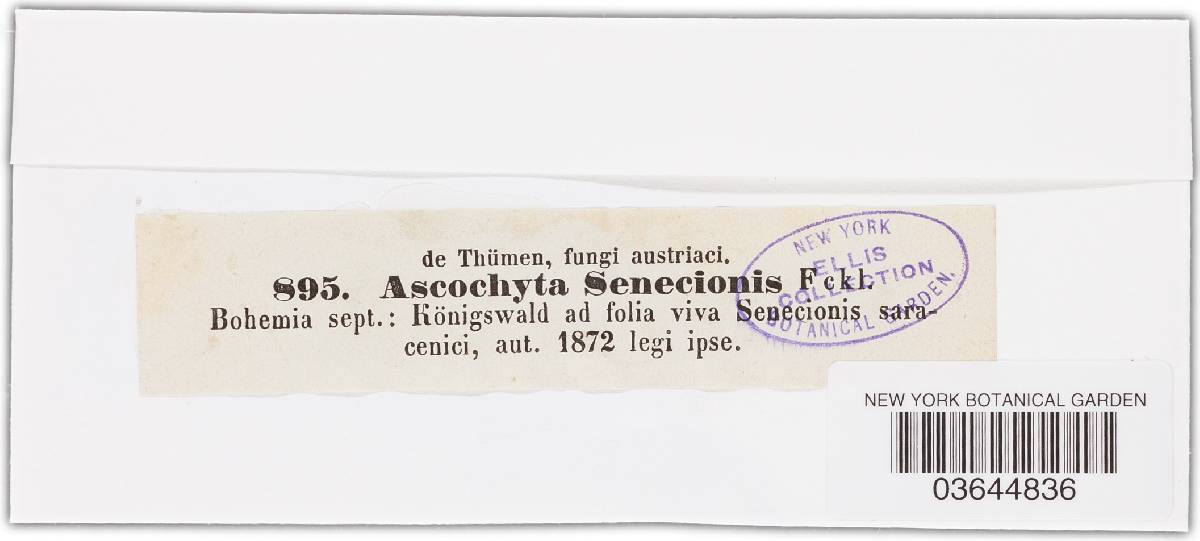 de Thümen, fungi austriaci.
895. Ascochyta Senecionis Fckl.
Bohemia sept.: Königswald ad folia viva Senecionis sara-
cenici, aut. 1872 legi ipse.
NEW YORK
ELLIS
COLLECTION
BOTANICAL GARDEN.
NEW YORK BOTANICAL GARDEN
03644836